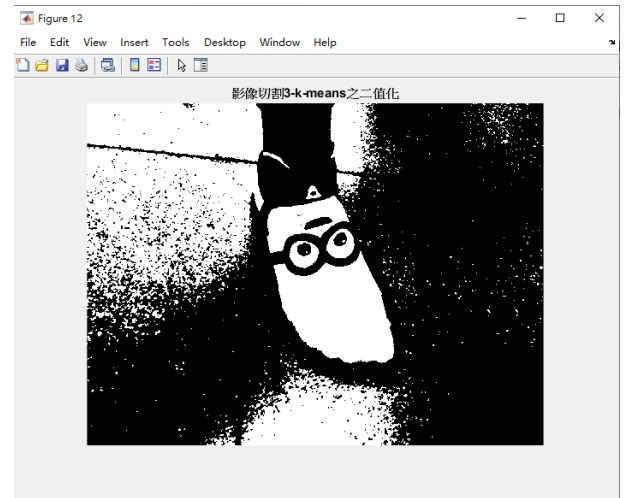 Figure 12
File Edit View Insert Tools Desktop Window Help
影像切割3-k-means之二值化